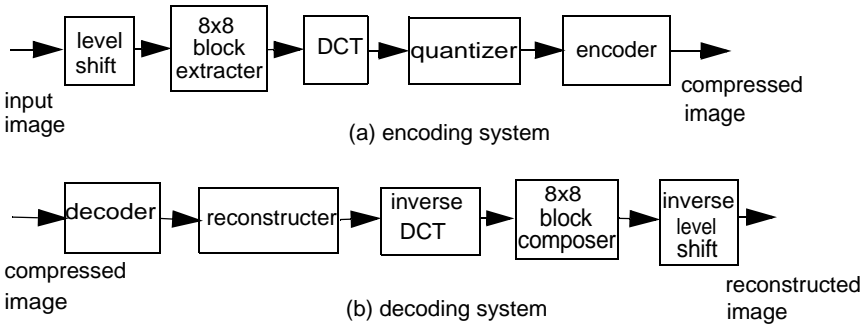 level
shift
8x8
block
extracter
DCT
quantizer
encoder
input
image
compressed
image
(a) encoding system
decoder
reconstructer
inverse
DCT
8x8
block
composer
inverse
level
shift
compressed
image
reconstructed
image
(b) decoding system